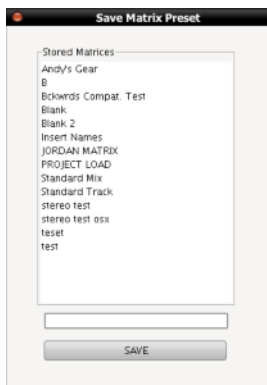 Save Matrix Preset
Stored Matrices
Andy's Gear
B
Bckwrds Compat. Test
Blank
Blank 2
Insert Names
JORDAN MATRIX
PROJECT LOAD
Standard Mix
Standard Track
stereo test
stereo test osx
teset
test
SAVE